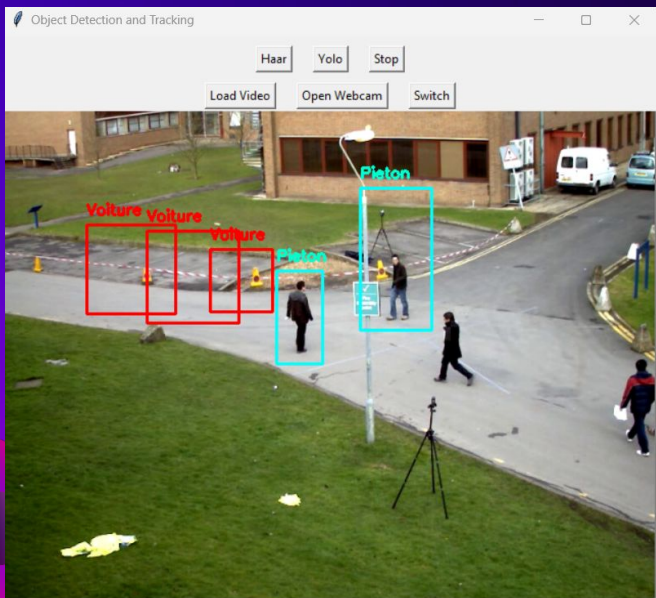 Object Detection and Tracking
Haar Yolo Stop
Load Video Open Webcam Switch
Pieton
Voiture
Voiture
Voiture
Pieton